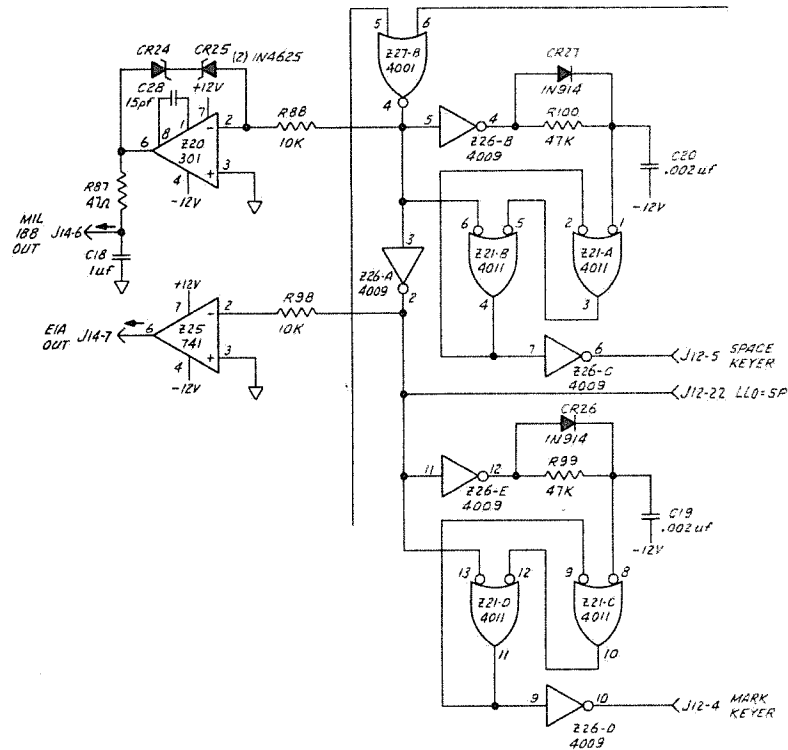 5
6
Z27-B
4001
4
CR24
CR25
(2) 1N4625
C28
15pf
+12V
8
1
7
2
6
Z20
301
-
+
3
4
-12V
R88
10K
R87
47Ω
MIL
188
OUT
J14-6
C18
1uf
5
4
Z26-B
4009
CR27
1N914
R100
47K
C20
.002uf
-12V
3
Z26-A
4009
2
6
5
Z21-B
4011
4
2
1
Z21-A
4011
3
+12V
7
2
EIA
OUT
J14-7
6
Z25
741
-
+
3
4
-12V
R98
10K
7
6
Z26-C
4009
J12-5
SPACE
KEYER
J12-22 LLO=SP
CR26
1N914
11
12
Z26-E
4009
R99
47K
C19
.002uf
-12V
13
12
Z21-D
4011
11
9
8
Z21-C
4011
10
9
10
Z26-D
4009
J12-4
MARK
KEYER